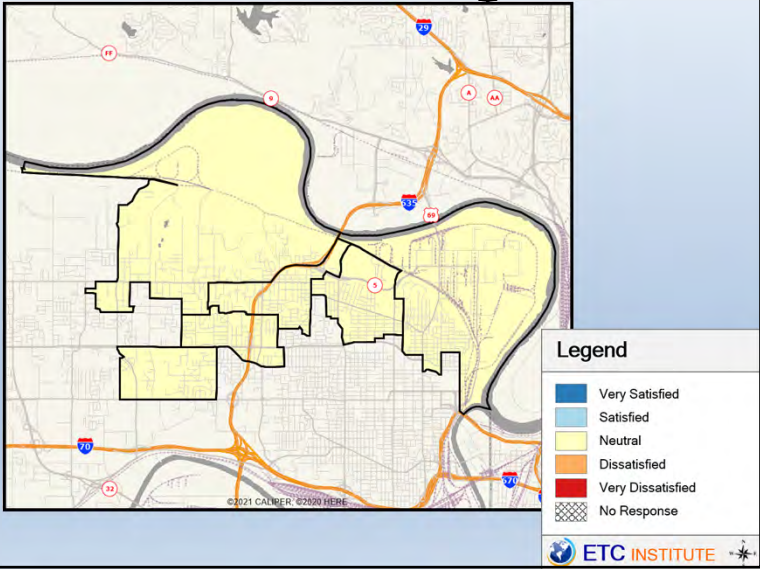 29
FF
9
A
AA
635
69
5
70
32
670
©2021 CALIPER; ©2020 HERE
Legend
Very Satisfied
Satisfied
Neutral
Dissatisfied
Very Dissatisfied
No Response
ETC INSTITUTE